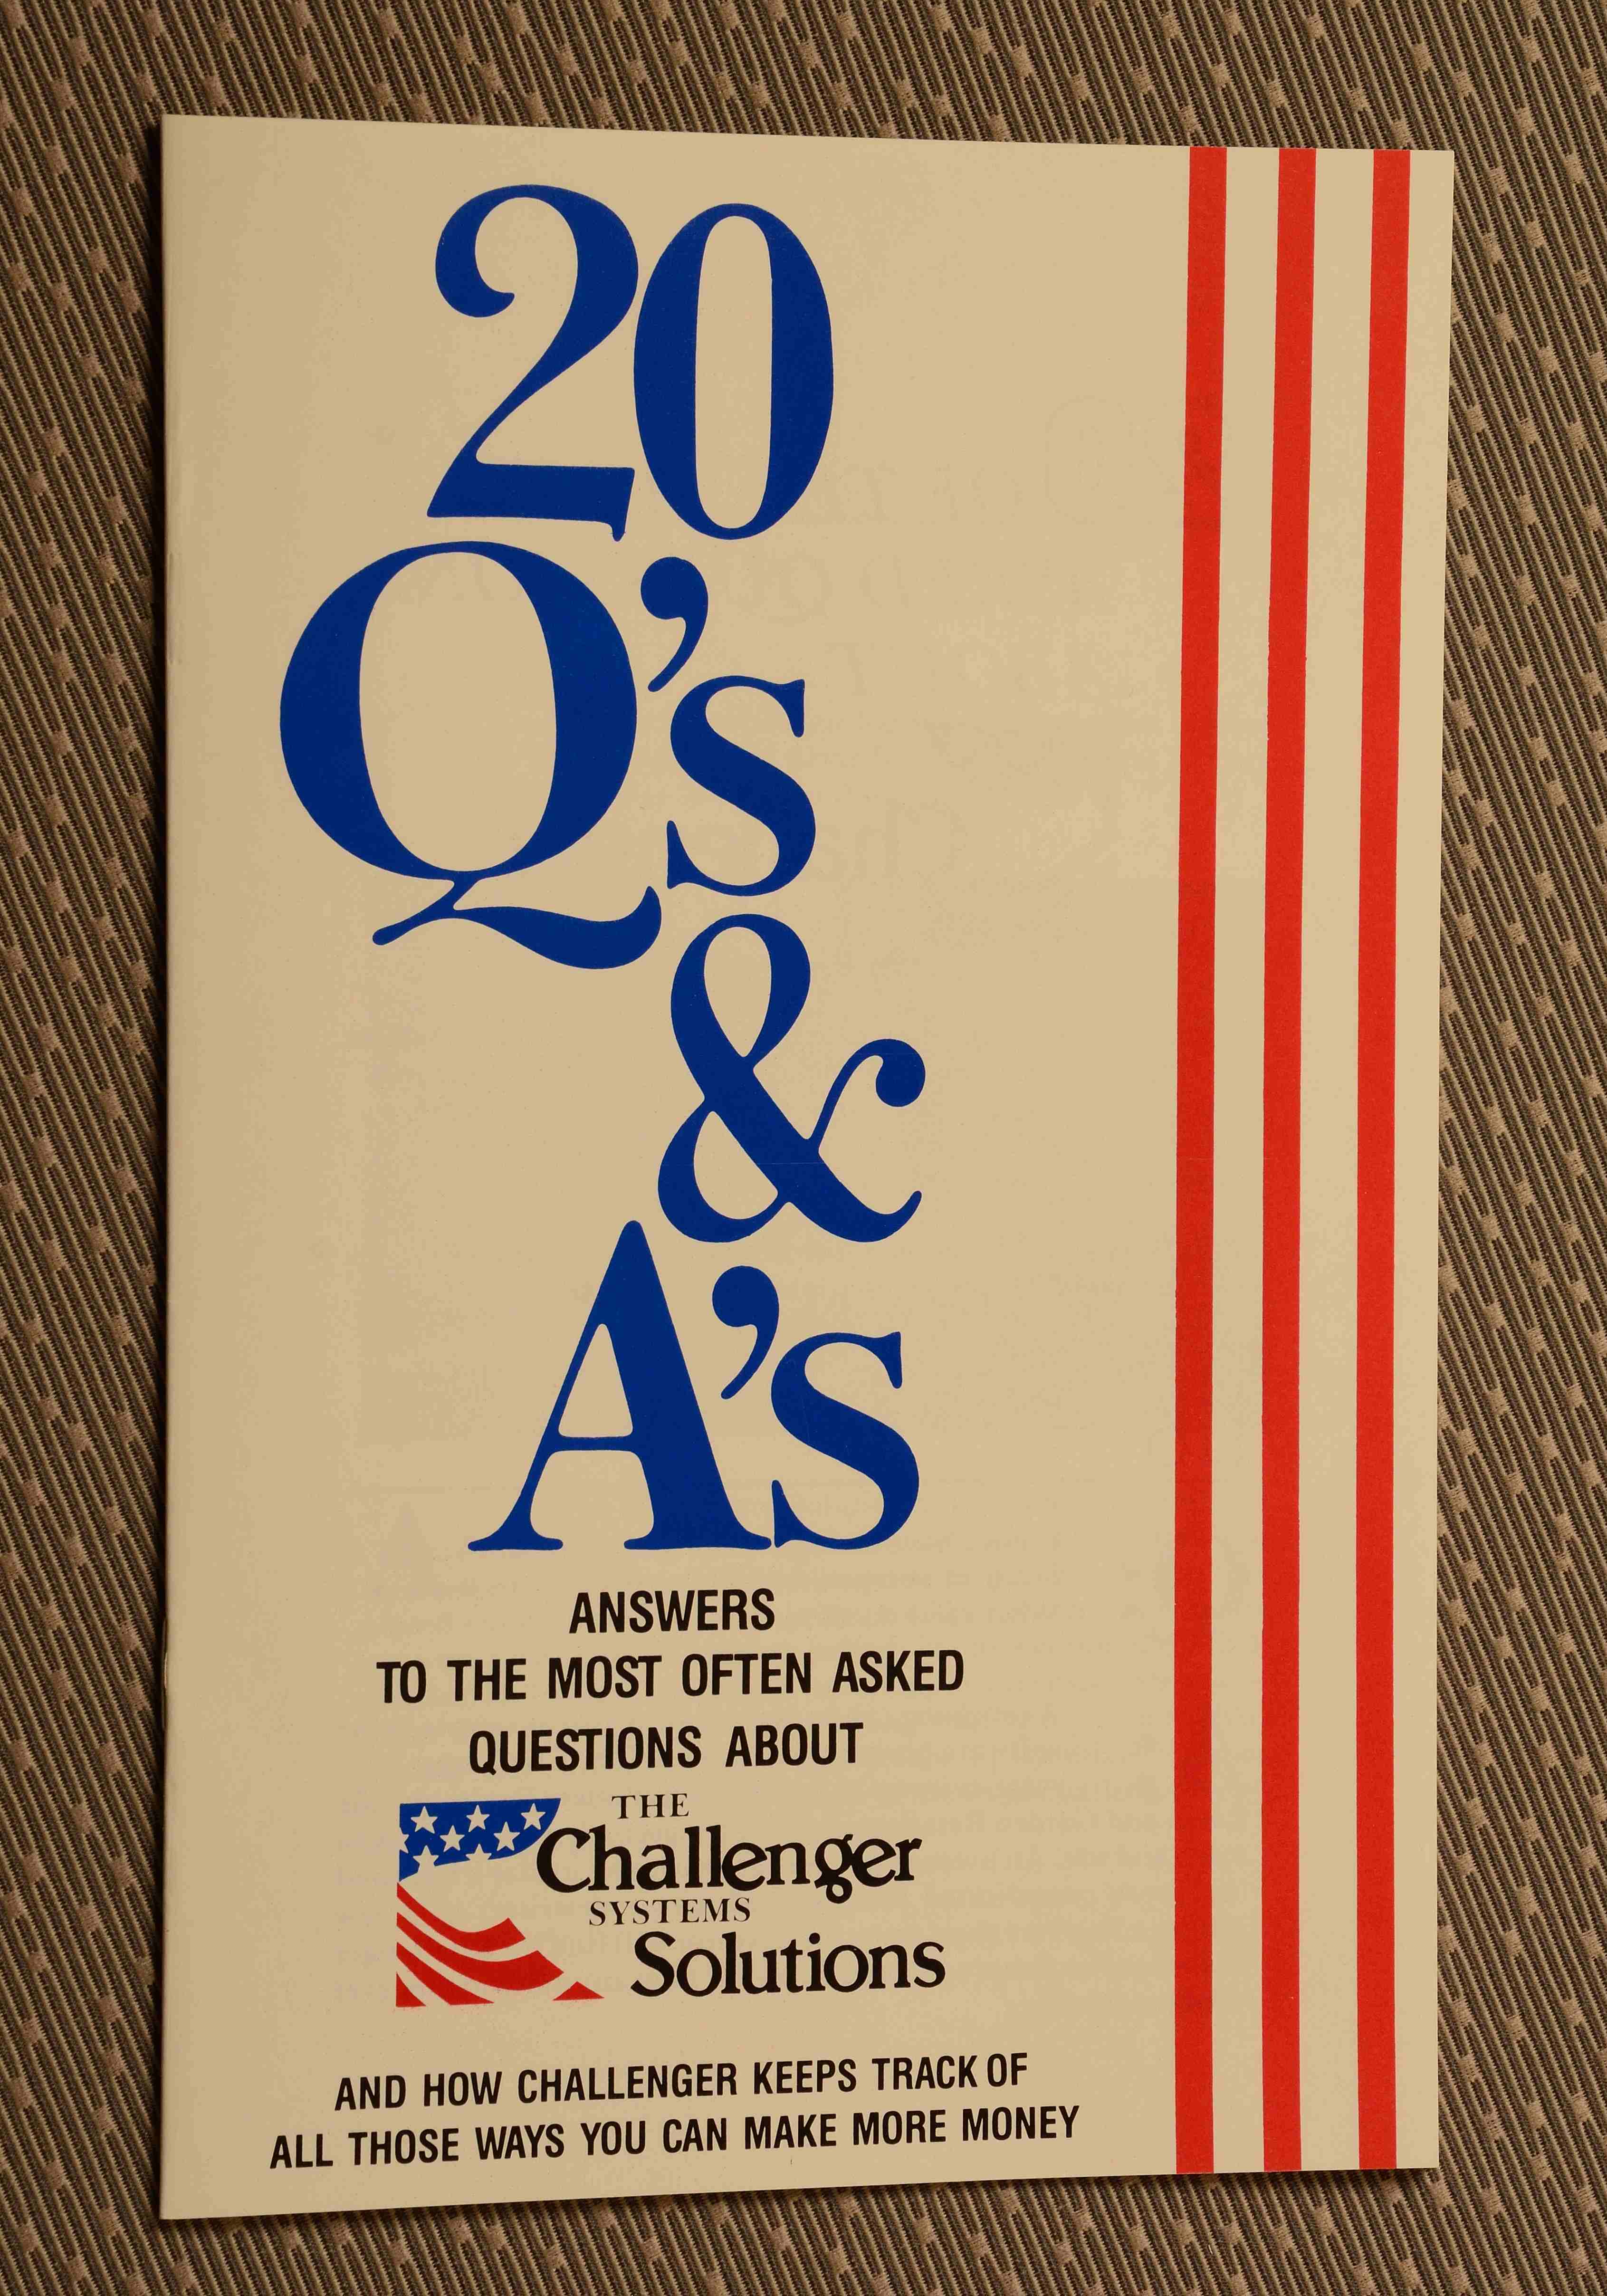 20
Q's
&
A's
ANSWERS
TO THE MOST OFTEN ASKED
QUESTIONS ABOUT
THE
Challenger
SYSTEMS
Solutions
AND HOW CHALLENGER KEEPS TRACK OF
ALL THOSE WAYS YOU CAN MAKE MORE MONEY